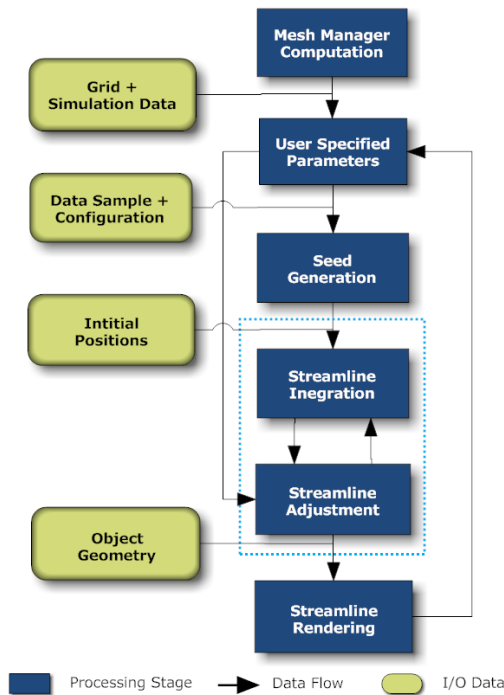 Mesh Manager
Computation
Grid +
Simulation Data
User Specified
Parameters
Data Sample +
Configuration
Seed
Generation
Intitial
Positions
Streamline
Inegration
Streamline
Adjustment
Object
Geometry
Streamline
Rendering
Processing Stage
Data Flow
I/O Data